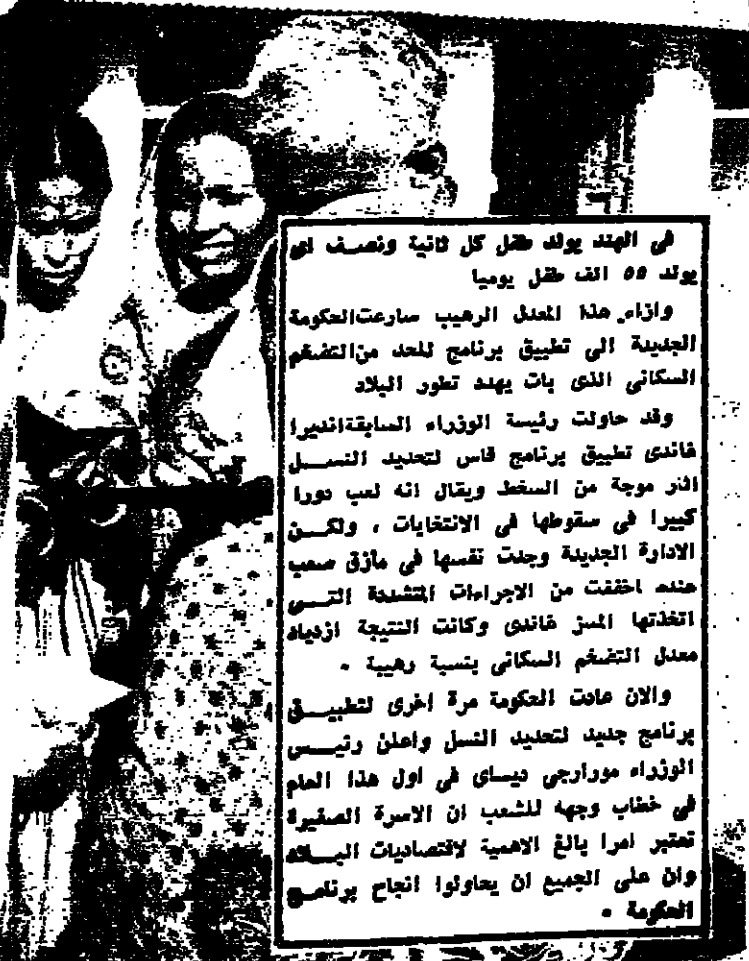 فى الهند يولد طفل كل ثانية ونصف اى
يولد ٥٥ الف طفل يوميا
وازاء هذا المعدل الرهيب سارعت الحكومة
الجديدة الى تطبيق برنامج للحد من التضخم
السكانى الذى بات يهدد تطور البلاد
وقد حاولت رئيسة الوزراء السابقة انديرا
غاندى تطبيق برنامج قاس لتحديد النسل
اثار موجة من السخط ويقال انه لعب دورا
كبيرا فى سقوطها فى الانتخابات ، ولكن
الادارة الجديدة وجدت نفسها فى مأزق صعب
عندما خففت من الاجراءات المتشددة التى
اتخذتها المسز غاندى وكانت النتيجة ازدياد
معدل التضخم السكانى بنسبة رهيبة .
والان عادت الحكومة مرة اخرى لتطبيق
برنامج جديد لتحديد النسل واعلن رئيس
الوزراء مورارجى ديساى فى اول هذا العام
فى خطاب وجهه للشعب ان الاسرة الصغيرة
تعتبر امرا بالغ الاهمية لاقتصاديات البلاد
وان على الجميع ان يحاولوا انجاح برنامج
الحكومة .